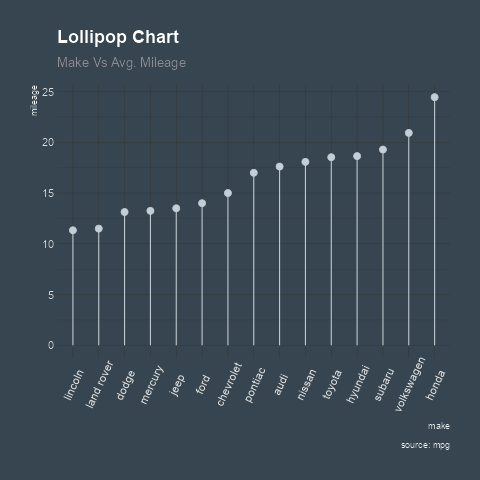 Lollipop Chart
Make Vs Avg. Mileage
mileage
25
20
15
10
5
0
lincoln
land rover
dodge
mercury
jeep
ford
chevrolet
pontiac
audi
nissan
toyota
hyundai
subaru
volkswagen
honda
make
source: mpg